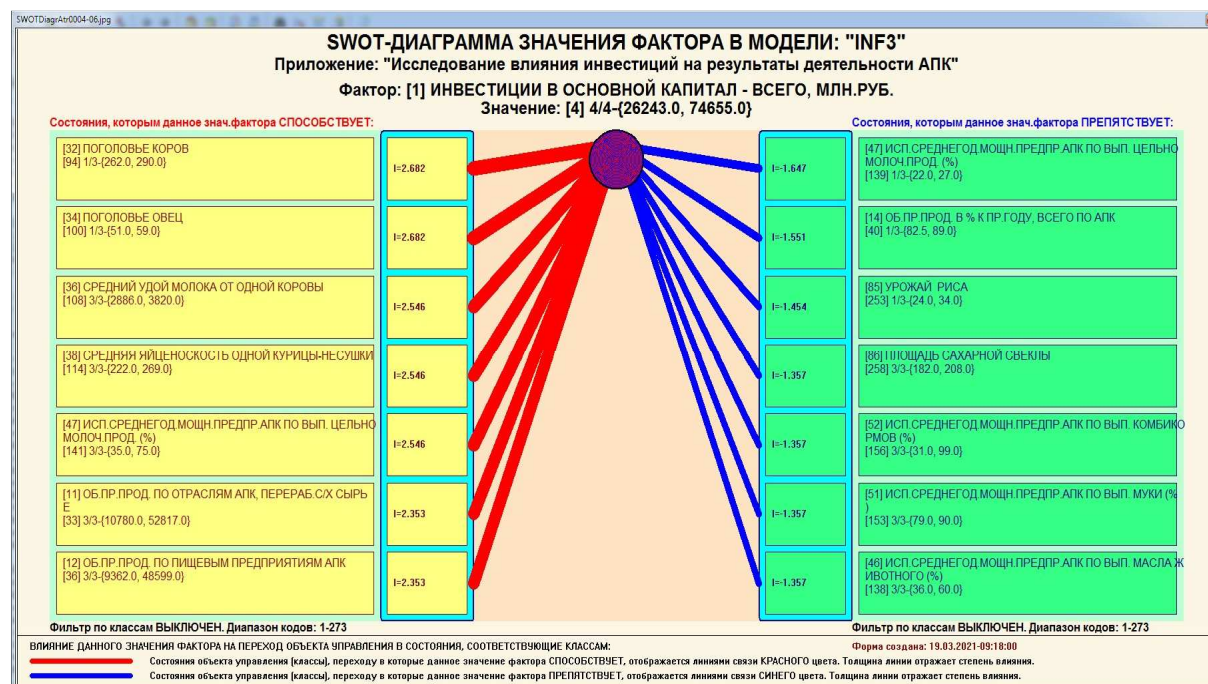 SWOTDiagrAtr0004-06.jpg
SWOT-ДИАГРАММА ЗНАЧЕНИЯ ФАКТОРА В МОДЕЛИ: "INF3"
Приложение: "Исследование влияния инвестиций на результаты деятельности АПК"
Фактор: [1] ИНВЕСТИЦИИ В ОСНОВНОЙ КАПИТАЛ - ВСЕГО, МЛН.РУБ.
Значение: [4] 4/4-{26243.0, 74655.0}
Состояния, которым данное знач.фактора СПОСОБСТВУЕТ:
[32] ПОГОЛОВЬЕ КОРОВ
[94] 1/3-{262.0, 290.0}
I=2.682
[34] ПОГОЛОВЬЕ ОВЕЦ
[100] 1/3-{51.0, 59.0}
I=2.682
[36] СРЕДНИЙ УДОЙ МОЛОКА ОТ ОДНОЙ КОРОВЫ
[108] 3/3-{2886.0, 3820.0}
I=2.546
[38] СРЕДНЯЯ ЯЙЦЕНОСКОСТЬ ОДНОЙ КУРИЦЫ-НЕСУШКИ
[114] 3/3-{222.0, 269.0}
I=2.546
[47] ИСП.СРЕДНЕГОД.МОЩН.ПРЕДПР.АПК ПО ВЫП. ЦЕЛЬНО
МОЛОЧ.ПРОД. (%)
[141] 3/3-{35.0, 75.0}
I=2.546
[11] ОБ.ПР.ПРОД. ПО ОТРАСЛЯМ АПК, ПЕРЕРАБ.С/Х СЫРЬ
Е
[33] 3/3-{10780.0, 52817.0}
I=2.353
[12] ОБ.ПР.ПРОД. ПО ПИЩЕВЫМ ПРЕДПРИЯТИЯМ АПК
[36] 3/3-{9362.0, 48599.0}
I=2.353
Фильтр по классам ВЫКЛЮЧЕН. Диапазон кодов: 1-273
Состояния, которым данное знач.фактора ПРЕПЯТСТВУЕТ:
I=-1.647
[47] ИСП.СРЕДНЕГОД.МОЩН.ПРЕДПР.АПК ПО ВЫП. ЦЕЛЬНО
МОЛОЧ.ПРОД. (%)
[139] 1/3-{22.0, 27.0}
I=-1.551
[14] ОБ.ПР.ПРОД. В % К ПР.ГОДУ, ВСЕГО ПО АПК
[40] 1/3-{82.5, 89.0}
I=-1.454
[85] УРОЖАЙ РИСА
[253] 1/3-{24.0, 34.0}
I=-1.357
[86] ПЛОЩАДЬ САХАРНОЙ СВЕКЛЫ
[258] 3/3-{182.0, 208.0}
I=-1.357
[52] ИСП.СРЕДНЕГОД.МОЩН.ПРЕДПР.АПК ПО ВЫП. КОМБИКО
РМОВ (%)
[156] 3/3-{31.0, 99.0}
I=-1.357
[51] ИСП.СРЕДНЕГОД.МОЩН.ПРЕДПР.АПК ПО ВЫП. МУКИ (%
)
[153] 3/3-{79.0, 90.0}
I=-1.357
[46] ИСП.СРЕДНЕГОД.МОЩН.ПРЕДПР.АПК ПО ВЫП. МАСЛА Ж
ИВОТНОГО (%)
[138] 3/3-{36.0, 60.0}
Фильтр по классам ВЫКЛЮЧЕН. Диапазон кодов: 1-273
ВЛИЯНИЕ ДАННОГО ЗНАЧЕНИЯ ФАКТОРА НА ПЕРЕХОД ОБЪЕКТА УПРАВЛЕНИЯ В СОСТОЯНИЯ, СООТВЕТСТВУЮЩИЕ КЛАССАМ:
Форма создана: 19.03.2021-09:18:00
Состояния объекта управления (классы), переходу в которые данное значение фактора СПОСОБСТВУЕТ, отображается линиями связи КРАСНОГО цвета. Толщина линии отражает степень влияния.
Состояния объекта управления (классы), переходу в которые данное значение фактора ПРЕПЯТСТВУЕТ, отображается линиями связи СИНЕГО цвета. Толщина линии отражает степень влияния.